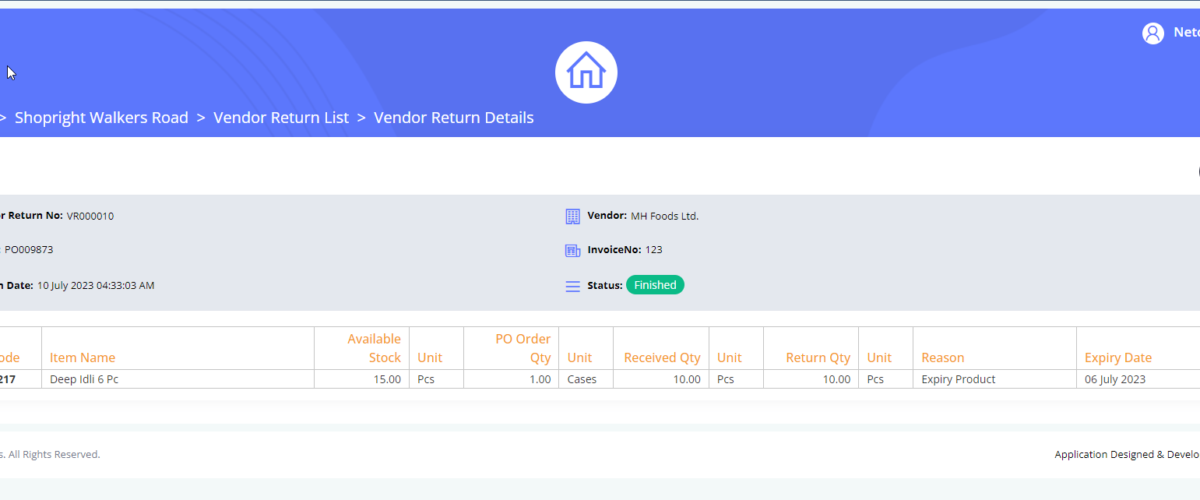 Neto
> Shopright Walkers Road > Vendor Return List > Vendor Return Details
r Return No: VR000010
Vendor: MH Foods Ltd.
: PO009873
InvoiceNo: 123
n Date: 10 July 2023 04:33:03 AM
Status: Finished
ode Item Name Available Stock Unit PO Order Qty Unit Received Qty Unit Return Qty Unit Reason Expiry Date
217 Deep Idli 6 Pc 15.00 Pcs 1.00 Cases 10.00 Pcs 10.00 Pcs Expiry Product 06 July 2023
s. All Rights Reserved.
Application Designed & Develo